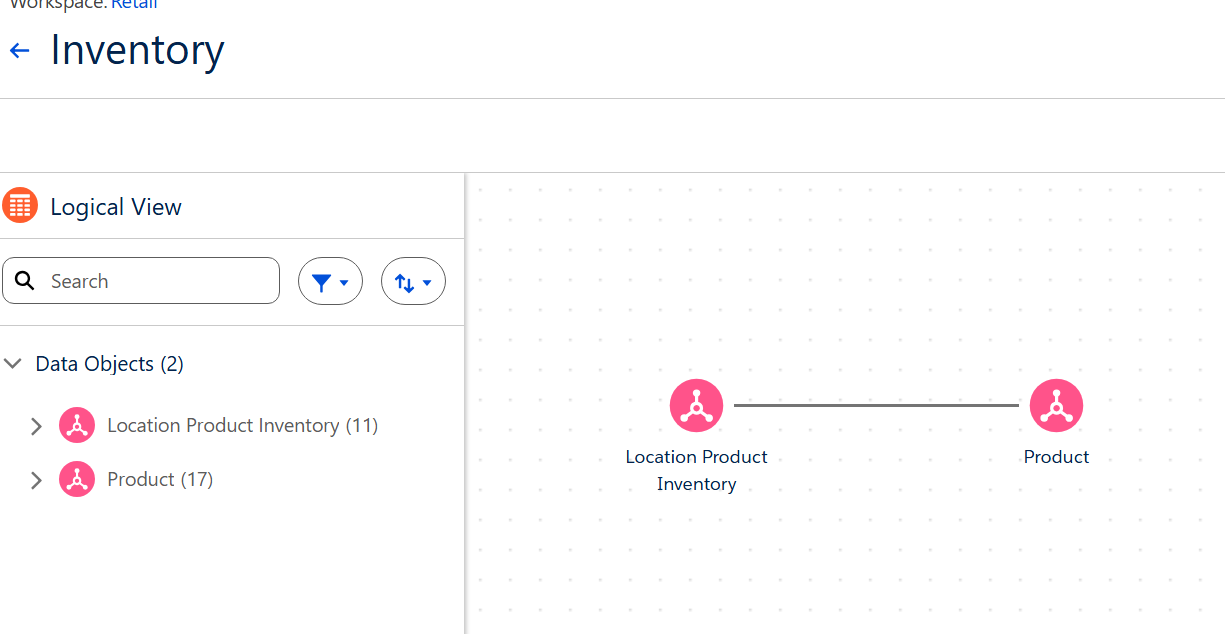 Workspace: Retail
Inventory
Logical View
Search
Data Objects (2)
Location Product Inventory (11)
Product (17)
Location Product
Inventory
Product